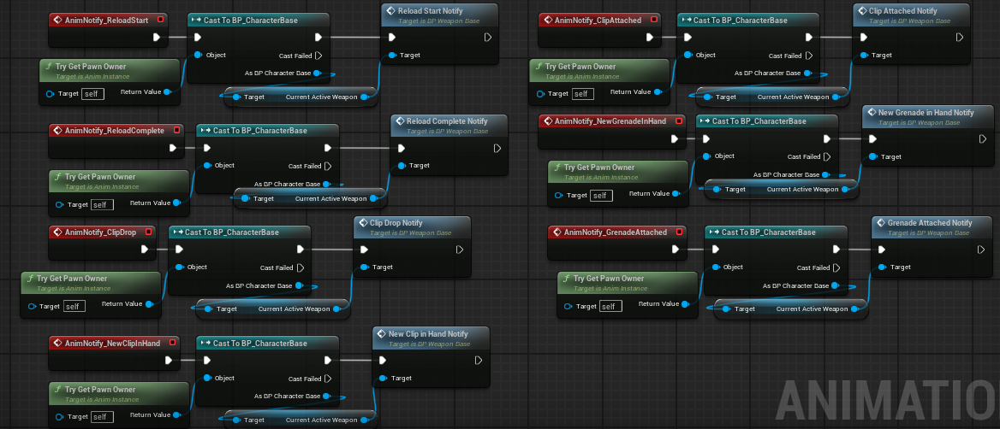 AnimNotify_ReloadStart
Cast To BP_CharacterBase
Object
Cast Failed
As BP Character Base
Try Get Pawn Owner
Target is Anim Instance
Target self
Return Value
Target Current Active Weapon
Reload Start Notify
Target is BP Weapon Base
Target
AnimNotify_ReloadComplete
Cast To BP_CharacterBase
Object
Cast Failed
As BP Character Base
Try Get Pawn Owner
Target is Anim Instance
Target self
Return Value
Target Current Active Weapon
Reload Complete Notify
Target is BP Weapon Base
Target
AnimNotify_ClipDrop
Cast To BP_CharacterBase
Object
Cast Failed
As BP Character Base
Try Get Pawn Owner
Target is Anim Instance
Target self
Return Value
Target Current Active Weapon
Clip Drop Notify
Target is BP Weapon Base
Target
AnimNotify_NewClipInHand
Cast To BP_CharacterBase
Object
Cast Failed
As BP Character Base
Try Get Pawn Owner
Target is Anim Instance
Target self
Return Value
Target Current Active Weapon
New Clip in Hand Notify
Target is BP Weapon Base
Target
AnimNotify_ClipAttached
Cast To BP_CharacterBase
Object
Cast Failed
As BP Character Base
Try Get Pawn Owner
Target is Anim Instance
Target self
Return Value
Target Current Active Weapon
Clip Attached Notify
Target is BP Weapon Base
Target
AnimNotify_NewGrenadeInHand
Cast To BP_CharacterBase
Object
Cast Failed
As BP Character Base
Try Get Pawn Owner
Target is Anim Instance
Target self
Return Value
Target Current Active Weapon
New Grenade in Hand Notify
Target is BP Weapon Base
Target
AnimNotify_GrenadeAttached
Cast To BP_CharacterBase
Object
Cast Failed
As BP Character Base
Try Get Pawn Owner
Target is Anim Instance
Target self
Return Value
Target Current Active Weapon
Grenade Attached Notify
Target is BP Weapon Base
Target
ANIMATIO